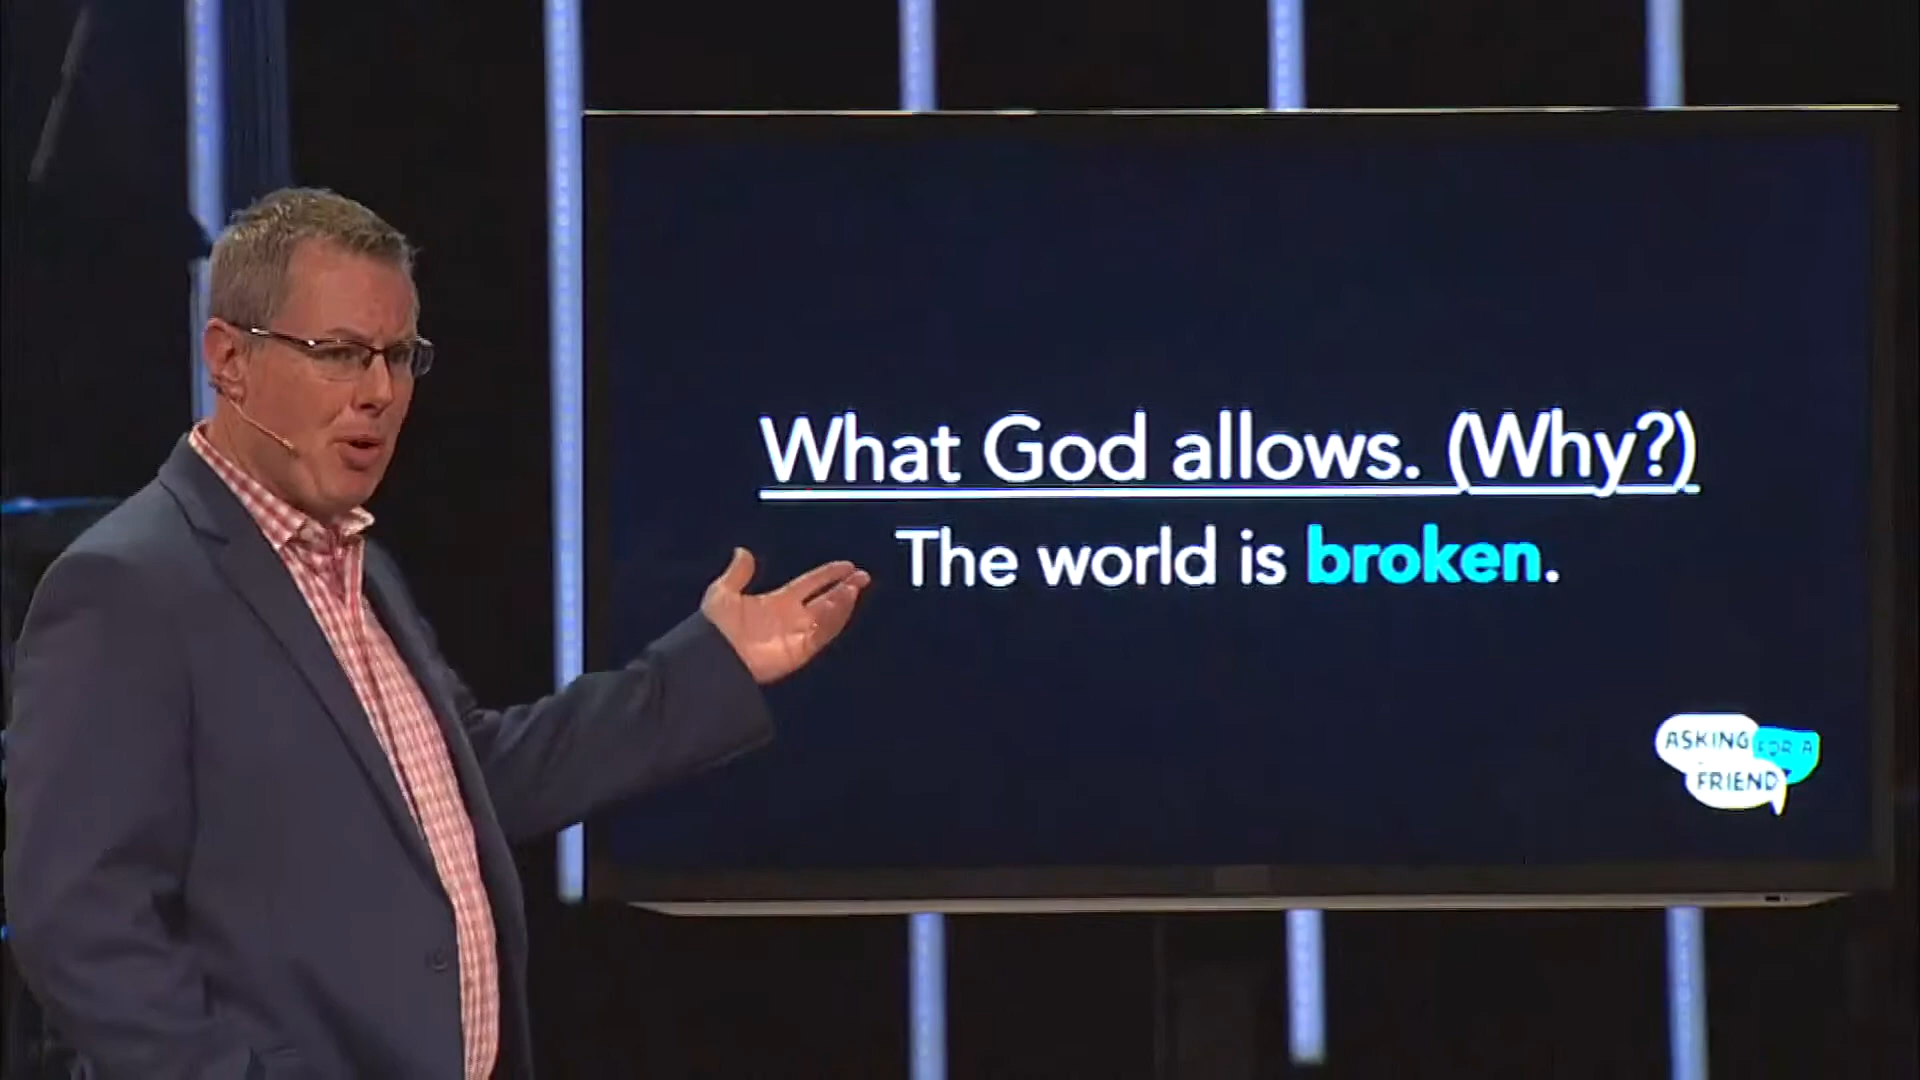 What God allows. (Why?)
The world is broken.
ASKING FOR A
FRIEND